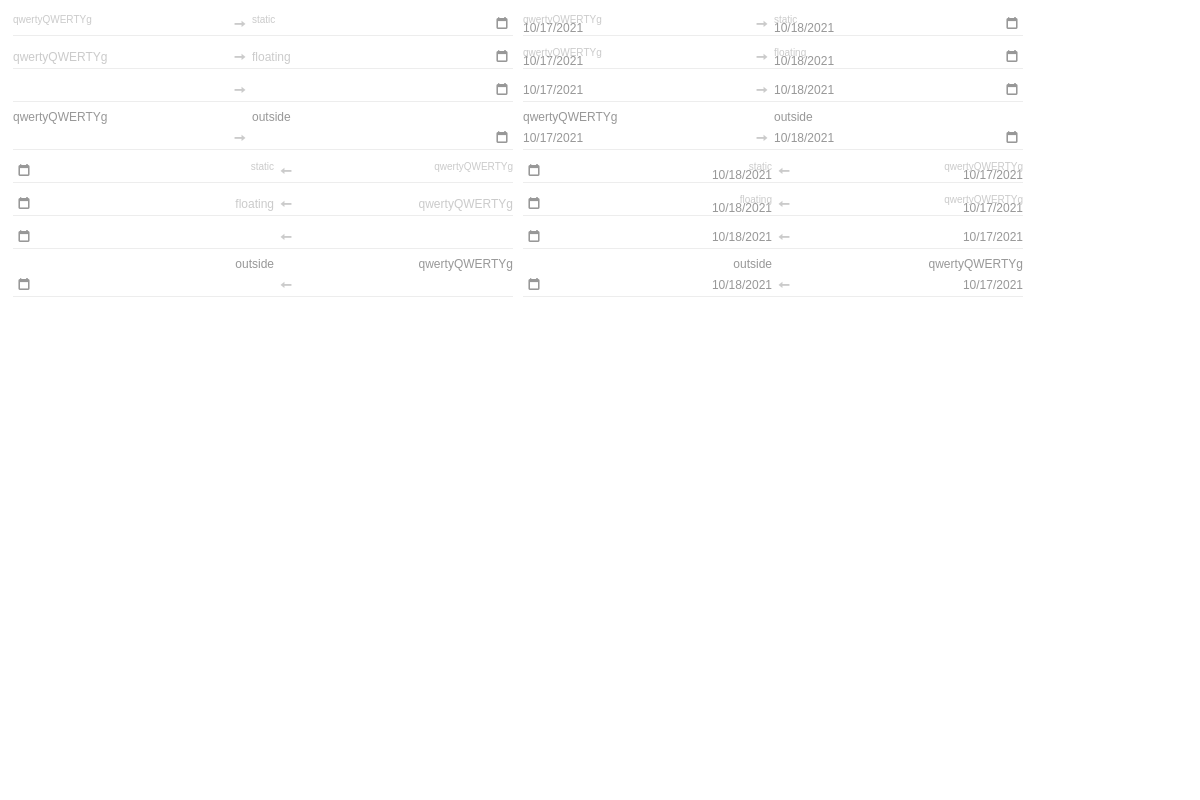 qwertyQWERTYg static qwertyQWERTYg static
10/17/2021 10/18/2021
qwertyQWERTYg floating qwertyQWERTYg floating
10/17/2021 10/18/2021
10/17/2021 10/18/2021
qwertyQWERTYg outside qwertyQWERTYg outside
10/17/2021 10/18/2021
static qwertyQWERTYg static qwertyQWERTYg
10/18/2021 10/17/2021
floating qwertyQWERTYg floating qwertyQWERTYg
10/18/2021 10/17/2021
10/18/2021 10/17/2021
outside qwertyQWERTYg outside qwertyQWERTYg
10/18/2021 10/17/2021